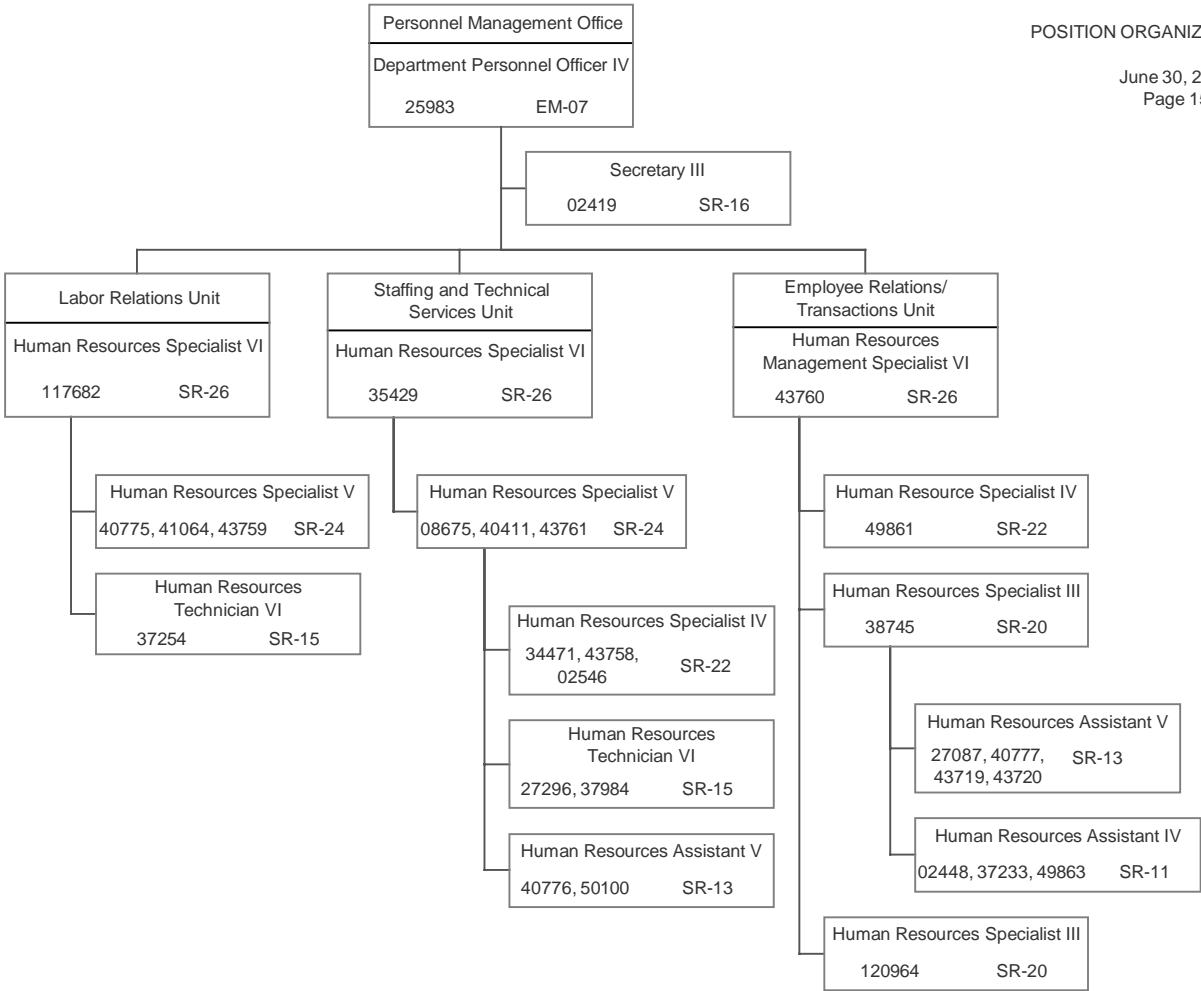 Personnel Management Office
Department Personnel Officer IV
25983 EM-07
POSITION ORGANIZ
June 30, 2
Page 1
Secretary III
02419 SR-16
Labor Relations Unit
Human Resources Specialist VI
117682 SR-26
Staffing and Technical
Services Unit
Human Resources Specialist VI
35429 SR-26
Employee Relations/
Transactions Unit
Human Resources
Management Specialist VI
43760 SR-26
Human Resources Specialist V
40775, 41064, 43759 SR-24
Human Resources
Technician VI
37254 SR-15
Human Resources Specialist V
08675, 40411, 43761 SR-24
Human Resources Specialist IV
34471, 43758,
02546 SR-22
Human Resources
Technician VI
27296, 37984 SR-15
Human Resources Assistant V
40776, 50100 SR-13
Human Resource Specialist IV
49861 SR-22
Human Resources Specialist III
38745 SR-20
Human Resources Assistant V
27087, 40777, SR-13
43719, 43720
Human Resources Assistant IV
02448, 37233, 49863 SR-11
Human Resources Specialist III
120964 SR-20